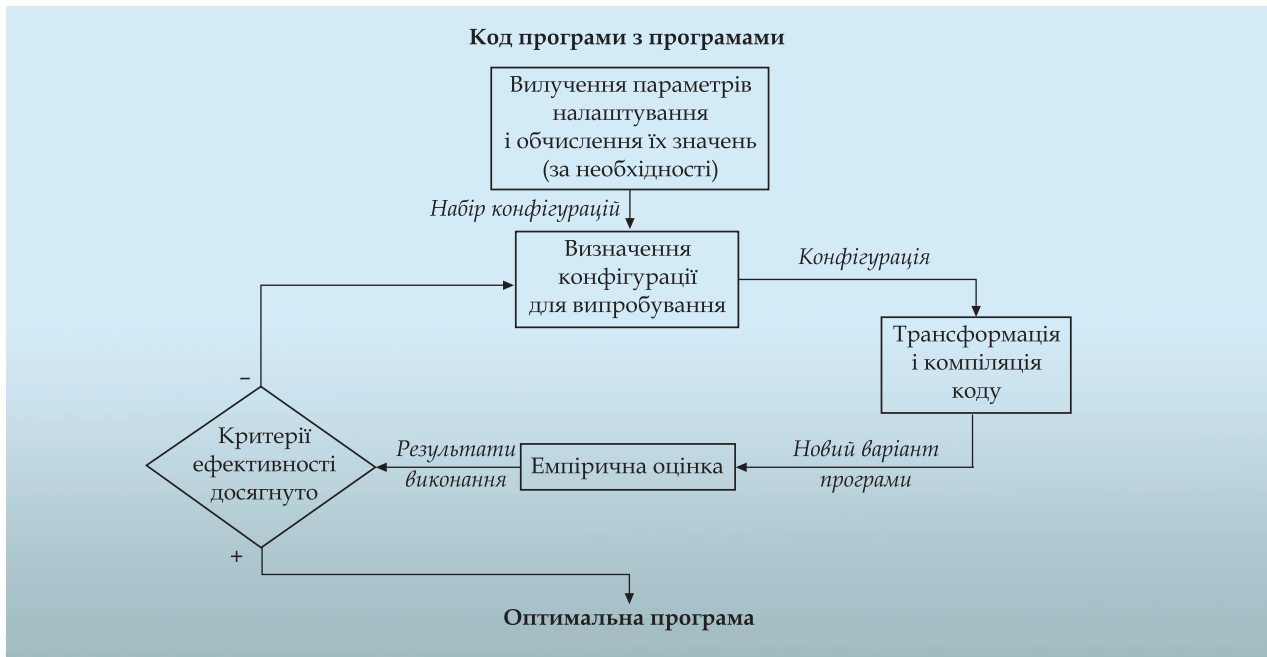 Код програми з програмами
Вилучення параметрів
налаштування
і обчислення їх значень
(за необхідності)
Набір конфігурацій
Визначення
конфігурації
для випробування
Конфігурація
Трансформація
і компіляція
коду
Новий варіант
програми
Емпірична оцінка
Результати
виконання
–
Критерії
ефективності
досягнуто
+
Оптимальна програма